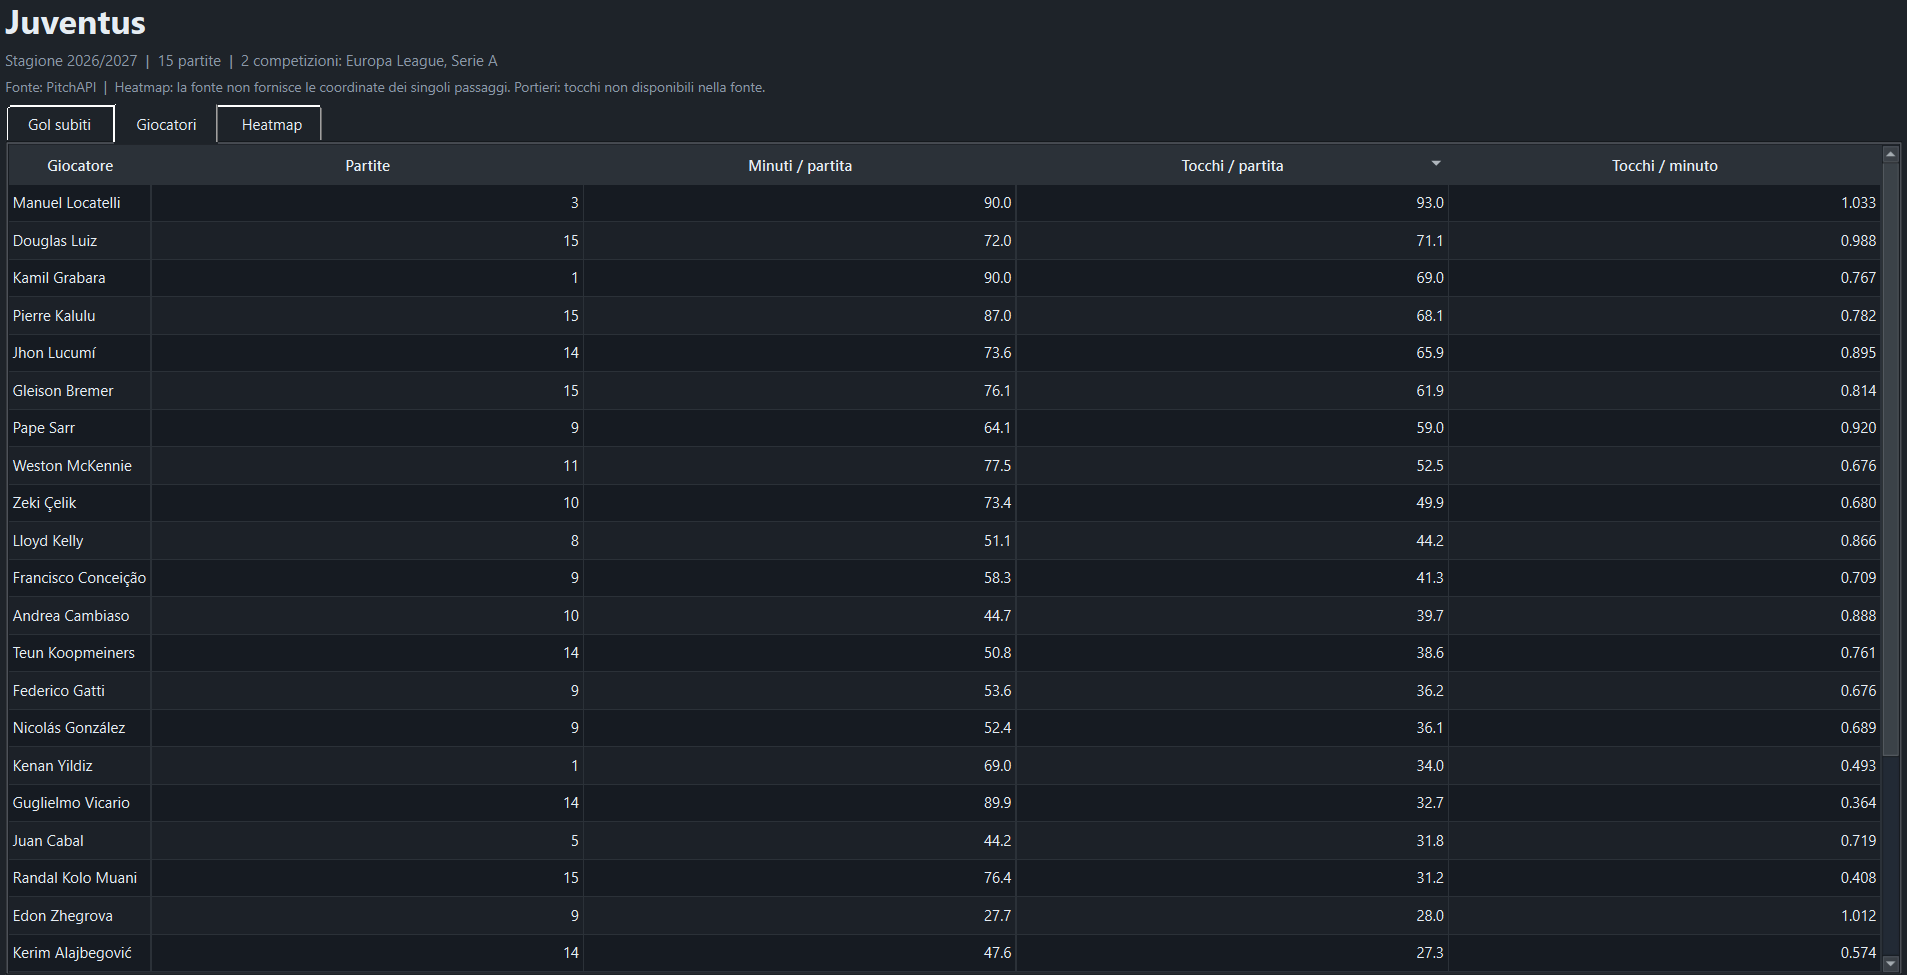 Juventus
Stagione 2026/2027 | 15 partite | 2 competizioni: Europa League, Serie A
Fonte: PitchAPI | Heatmap: la fonte non fornisce le coordinate dei singoli passaggi. Portieri: tocchi non disponibili nella fonte.
Gol subiti Giocatori Heatmap
Giocatore Partite Minuti / partita Tocchi / partita Tocchi / minuto
Manuel Locatelli 3 90.0 93.0 1.033
Douglas Luiz 15 72.0 71.1 0.988
Kamil Grabara 1 90.0 69.0 0.767
Pierre Kalulu 15 87.0 68.1 0.782
Jhon Lucumí 14 73.6 65.9 0.895
Gleison Bremer 15 76.1 61.9 0.814
Pape Sarr 9 64.1 59.0 0.920
Weston McKennie 11 77.5 52.5 0.676
Zeki Çelik 10 73.4 49.9 0.680
Lloyd Kelly 8 51.1 44.2 0.866
Francisco Conceição 9 58.3 41.3 0.709
Andrea Cambiaso 10 44.7 39.7 0.888
Teun Koopmeiners 14 50.8 38.6 0.761
Federico Gatti 9 53.6 36.2 0.676
Nicolás González 9 52.4 36.1 0.689
Kenan Yildiz 1 69.0 34.0 0.493
Guglielmo Vicario 14 89.9 32.7 0.364
Juan Cabal 5 44.2 31.8 0.719
Randal Kolo Muani 15 76.4 31.2 0.408
Edon Zhegrova 9 27.7 28.0 1.012
Kerim Alajbegović 14 47.6 27.3 0.574